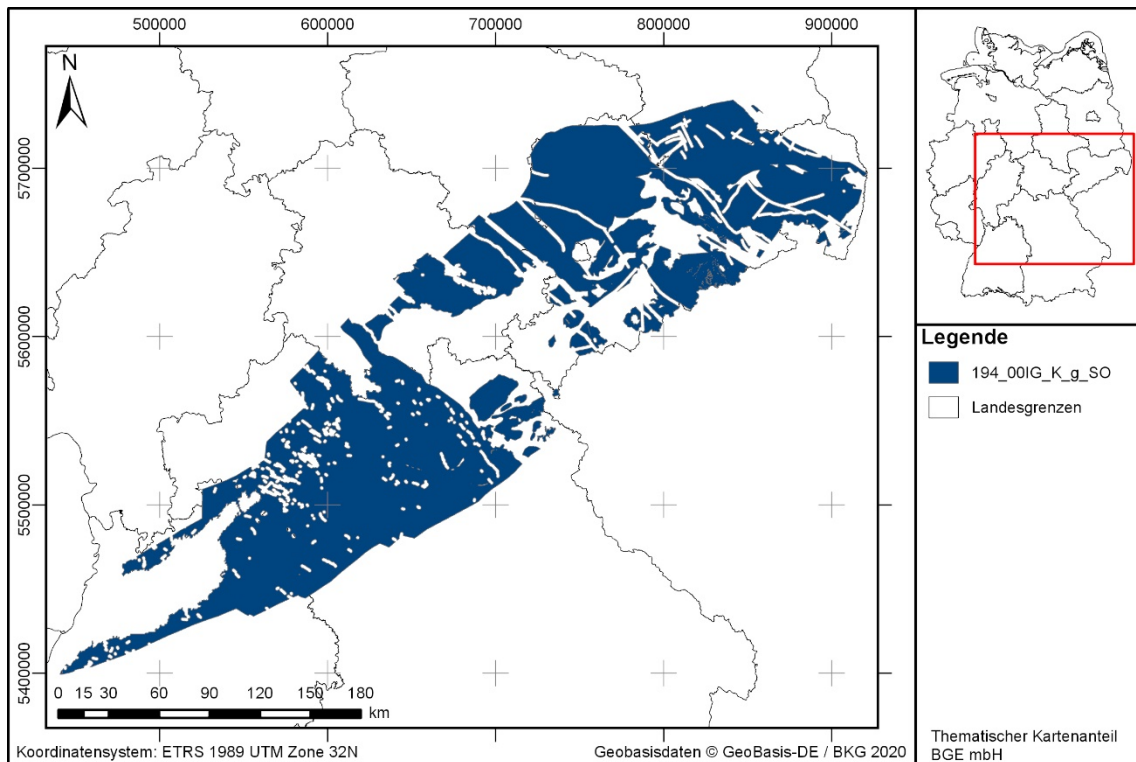 500000 600000 700000 800000 900000
N
5700000
5600000
5500000
5400000
0 15 30 60 90 120 150 180
km
Koordinatensystem: ETRS 1989 UTM Zone 32N
Geobasisdaten © GeoBasis-DE / BKG 2020
Legende
194_00IG_K_g_SO
Landesgrenzen
Thematischer Kartenanteil
BGE mbH